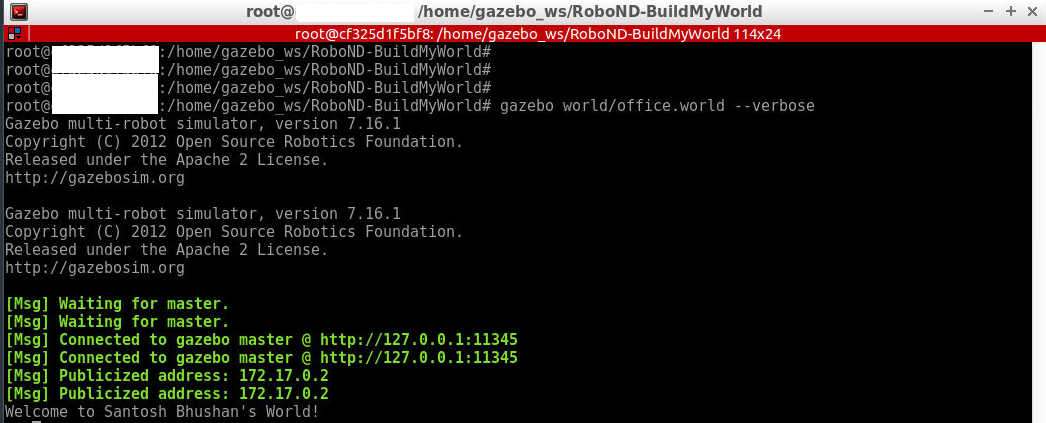 root@ /home/gazebo_ws/RoboND-BuildMyWorld
root@cf325d1f5bf8: /home/gazebo_ws/RoboND-BuildMyWorld 114x24
root@ :/home/gazebo_ws/RoboND-BuildMyWorld#
root@ :/home/gazebo_ws/RoboND-BuildMyWorld#
root@ :/home/gazebo_ws/RoboND-BuildMyWorld#
root@ :/home/gazebo_ws/RoboND-BuildMyWorld# gazebo world/office.world --verbose
Gazebo multi-robot simulator, version 7.16.1
Copyright (C) 2012 Open Source Robotics Foundation.
Released under the Apache 2 License.
http://gazebosim.org
Gazebo multi-robot simulator, version 7.16.1
Copyright (C) 2012 Open Source Robotics Foundation.
Released under the Apache 2 License.
http://gazebosim.org
[Msg] Waiting for master.
[Msg] Waiting for master.
[Msg] Connected to gazebo master @ http://127.0.0.1:11345
[Msg] Connected to gazebo master @ http://127.0.0.1:11345
[Msg] Publicized address: 172.17.0.2
[Msg] Publicized address: 172.17.0.2
Welcome to Santosh Bhushan's World!